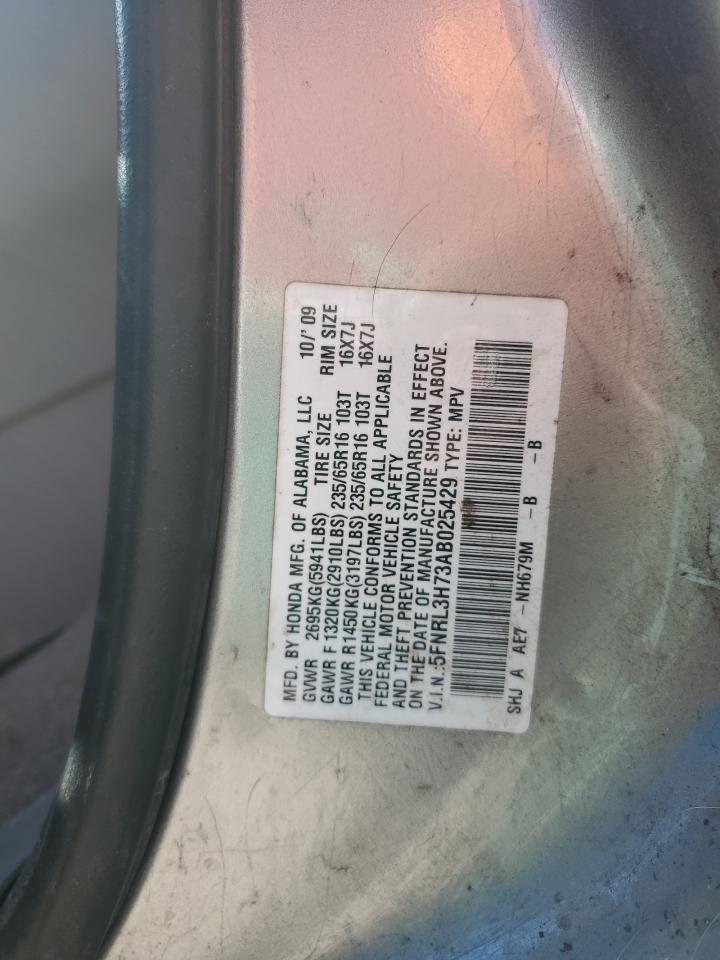 MFD. BY HONDA MFG. OF ALABAMA, LLC 10/'09
GVWR 2695KG(5941LBS) TIRE SIZE RIM SIZE
GAWR F 1320KG(2910LBS) 235/65R16 103T 16X7J
GAWR R1450KG(3197LBS) 235/65R16 103T 16X7J
THIS VEHICLE CONFORMS TO ALL APPLICABLE
FEDERAL MOTOR VEHICLE SAFETY
AND THEFT PREVENTION STANDARDS IN EFFECT
ON THE DATE OF MANUFACTURE SHOWN ABOVE.
V.I.N.:5FNRL3H73AB025429 TYPE: MPV
SHJ A AE7 -NH679M -B -B